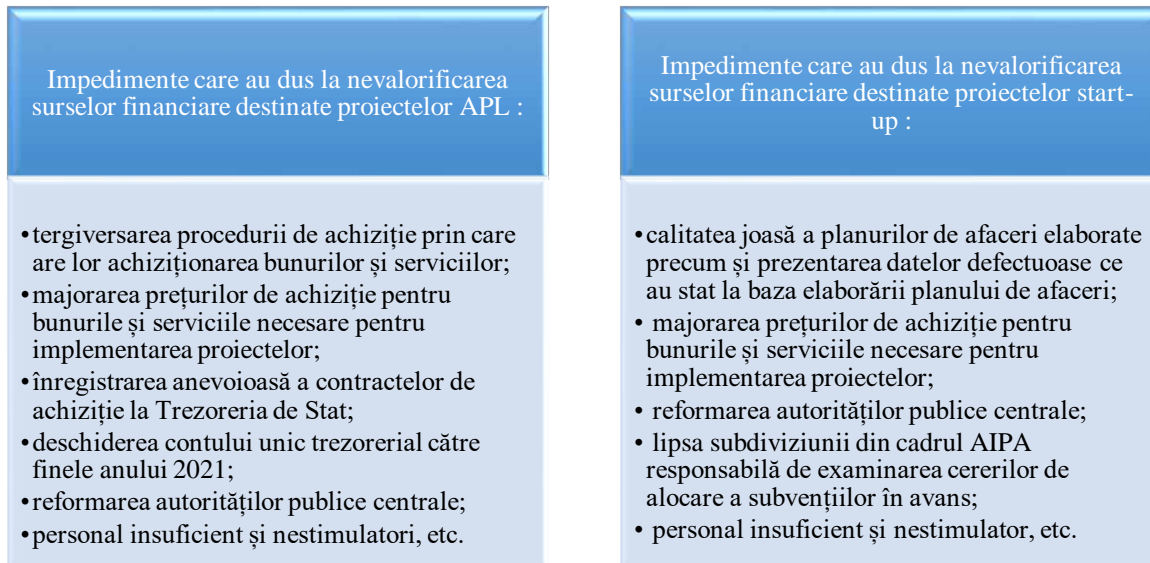 Impedimente care au dus la nevalorificarea
surselor financiare destinate proiectelor APL :
•tergiversarea procedurii de achiziție prin care
are lor achiziționarea bunurilor și serviciilor;
•majorarea prețurilor de achiziție pentru
bunurile și serviciile necesare pentru
implementarea proiectelor;
•înregistrarea anevoioasă a contractelor de
achiziție la Trezoreria de Stat;
•deschiderea contului unic trezorerial către
finele anului 2021;
•reformarea autorităților publice centrale;
•personal insuficient și nestimulatori, etc.
Impedimente care au dus la nevalorificarea
surselor financiare destinate proiectelor start-
up :
•calitatea joasă a planurilor de afaceri elaborate
precum și prezentarea datelor defectuoase ce
au stat la baza elaborării planului de afaceri;
• majorarea prețurilor de achiziție pentru
bunurile și serviciile necesare pentru
implementarea proiectelor;
• reformarea autorităților publice centrale;
• lipsa subdiviziunii din cadrul AIPA
responsabilă de examinarea cererilor de
alocare a subvențiilor în avans;
• personal insuficient și nestimulator, etc.